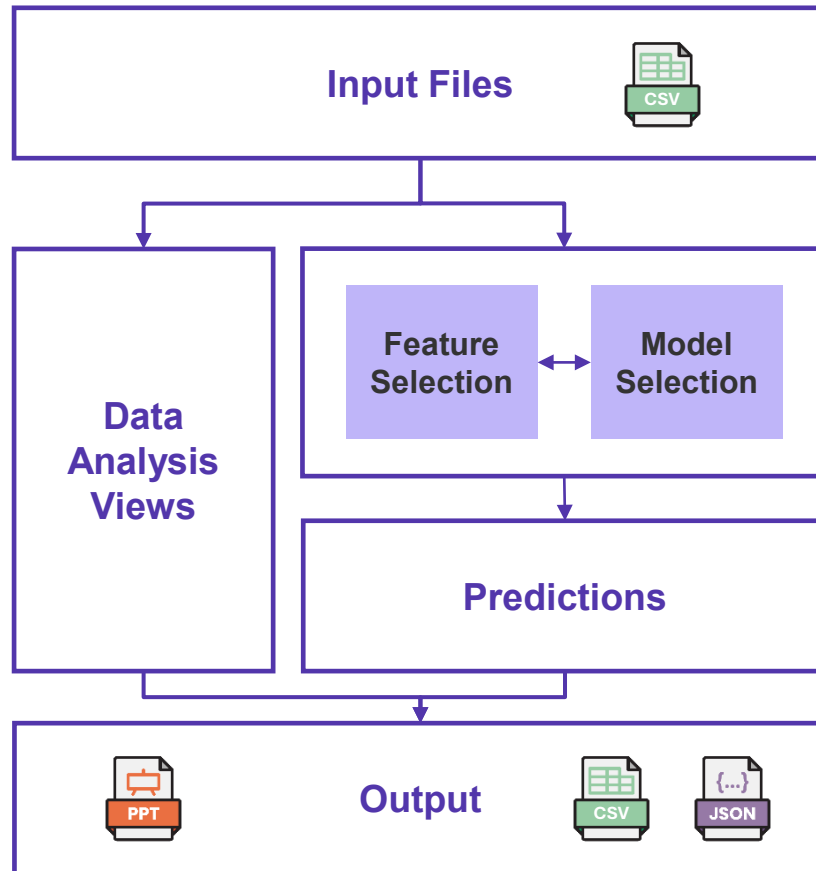 Input Files
CSV
Feature
Selection
Model
Selection
Data
Analysis
Views
Predictions
PPT
Output
CSV
{...}
JSON